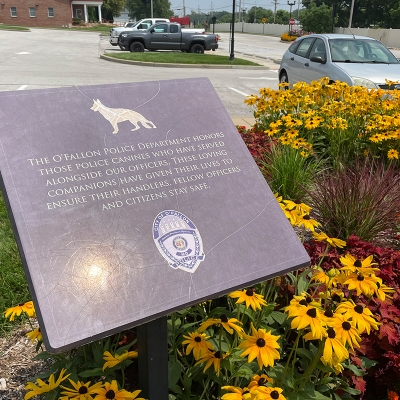 THE O'FALLON POLICE DEPARTMENT HONORS
THOSE POLICE CANINES WHO HAVE SERVED
ALONGSIDE OUR OFFICERS. THESE LOVING
COMPANIONS HAVE GIVEN THEIR LIVES TO
ENSURE THEIR HANDLERS, FELLOW OFFICERS
AND CITIZENS STAY SAFE.
POLICE